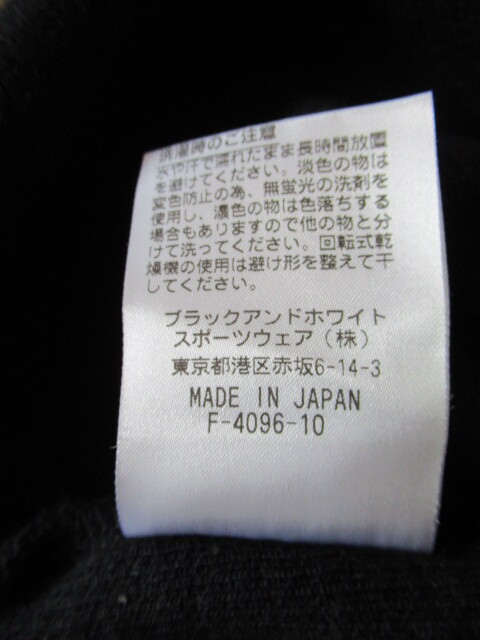 洗濯時のご注意
水や汗で濡れたまま長時間放置
を避けてください。淡色の物は
変色防止の為、無蛍光の洗剤を
使用し、濃色の物は色落ちする
場合もありますので他の物と分
けて洗ってください。回転式乾
燥機の使用は避け形を整えて干
してください。
ブラックアンドホワイト
スポーツウェア（株）
東京都港区赤坂6-14-3
MADE IN JAPAN
F-4096-10